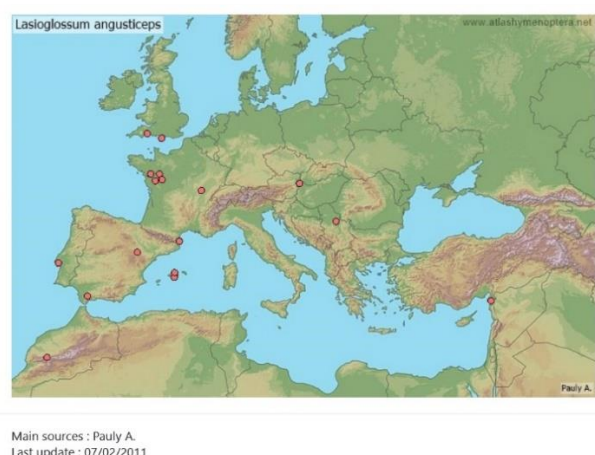 Lasioglossum angusticeps
www.atlashymenoptera.net
Pauly A.
Main sources : Pauly A.
Last update : 07/02/2011